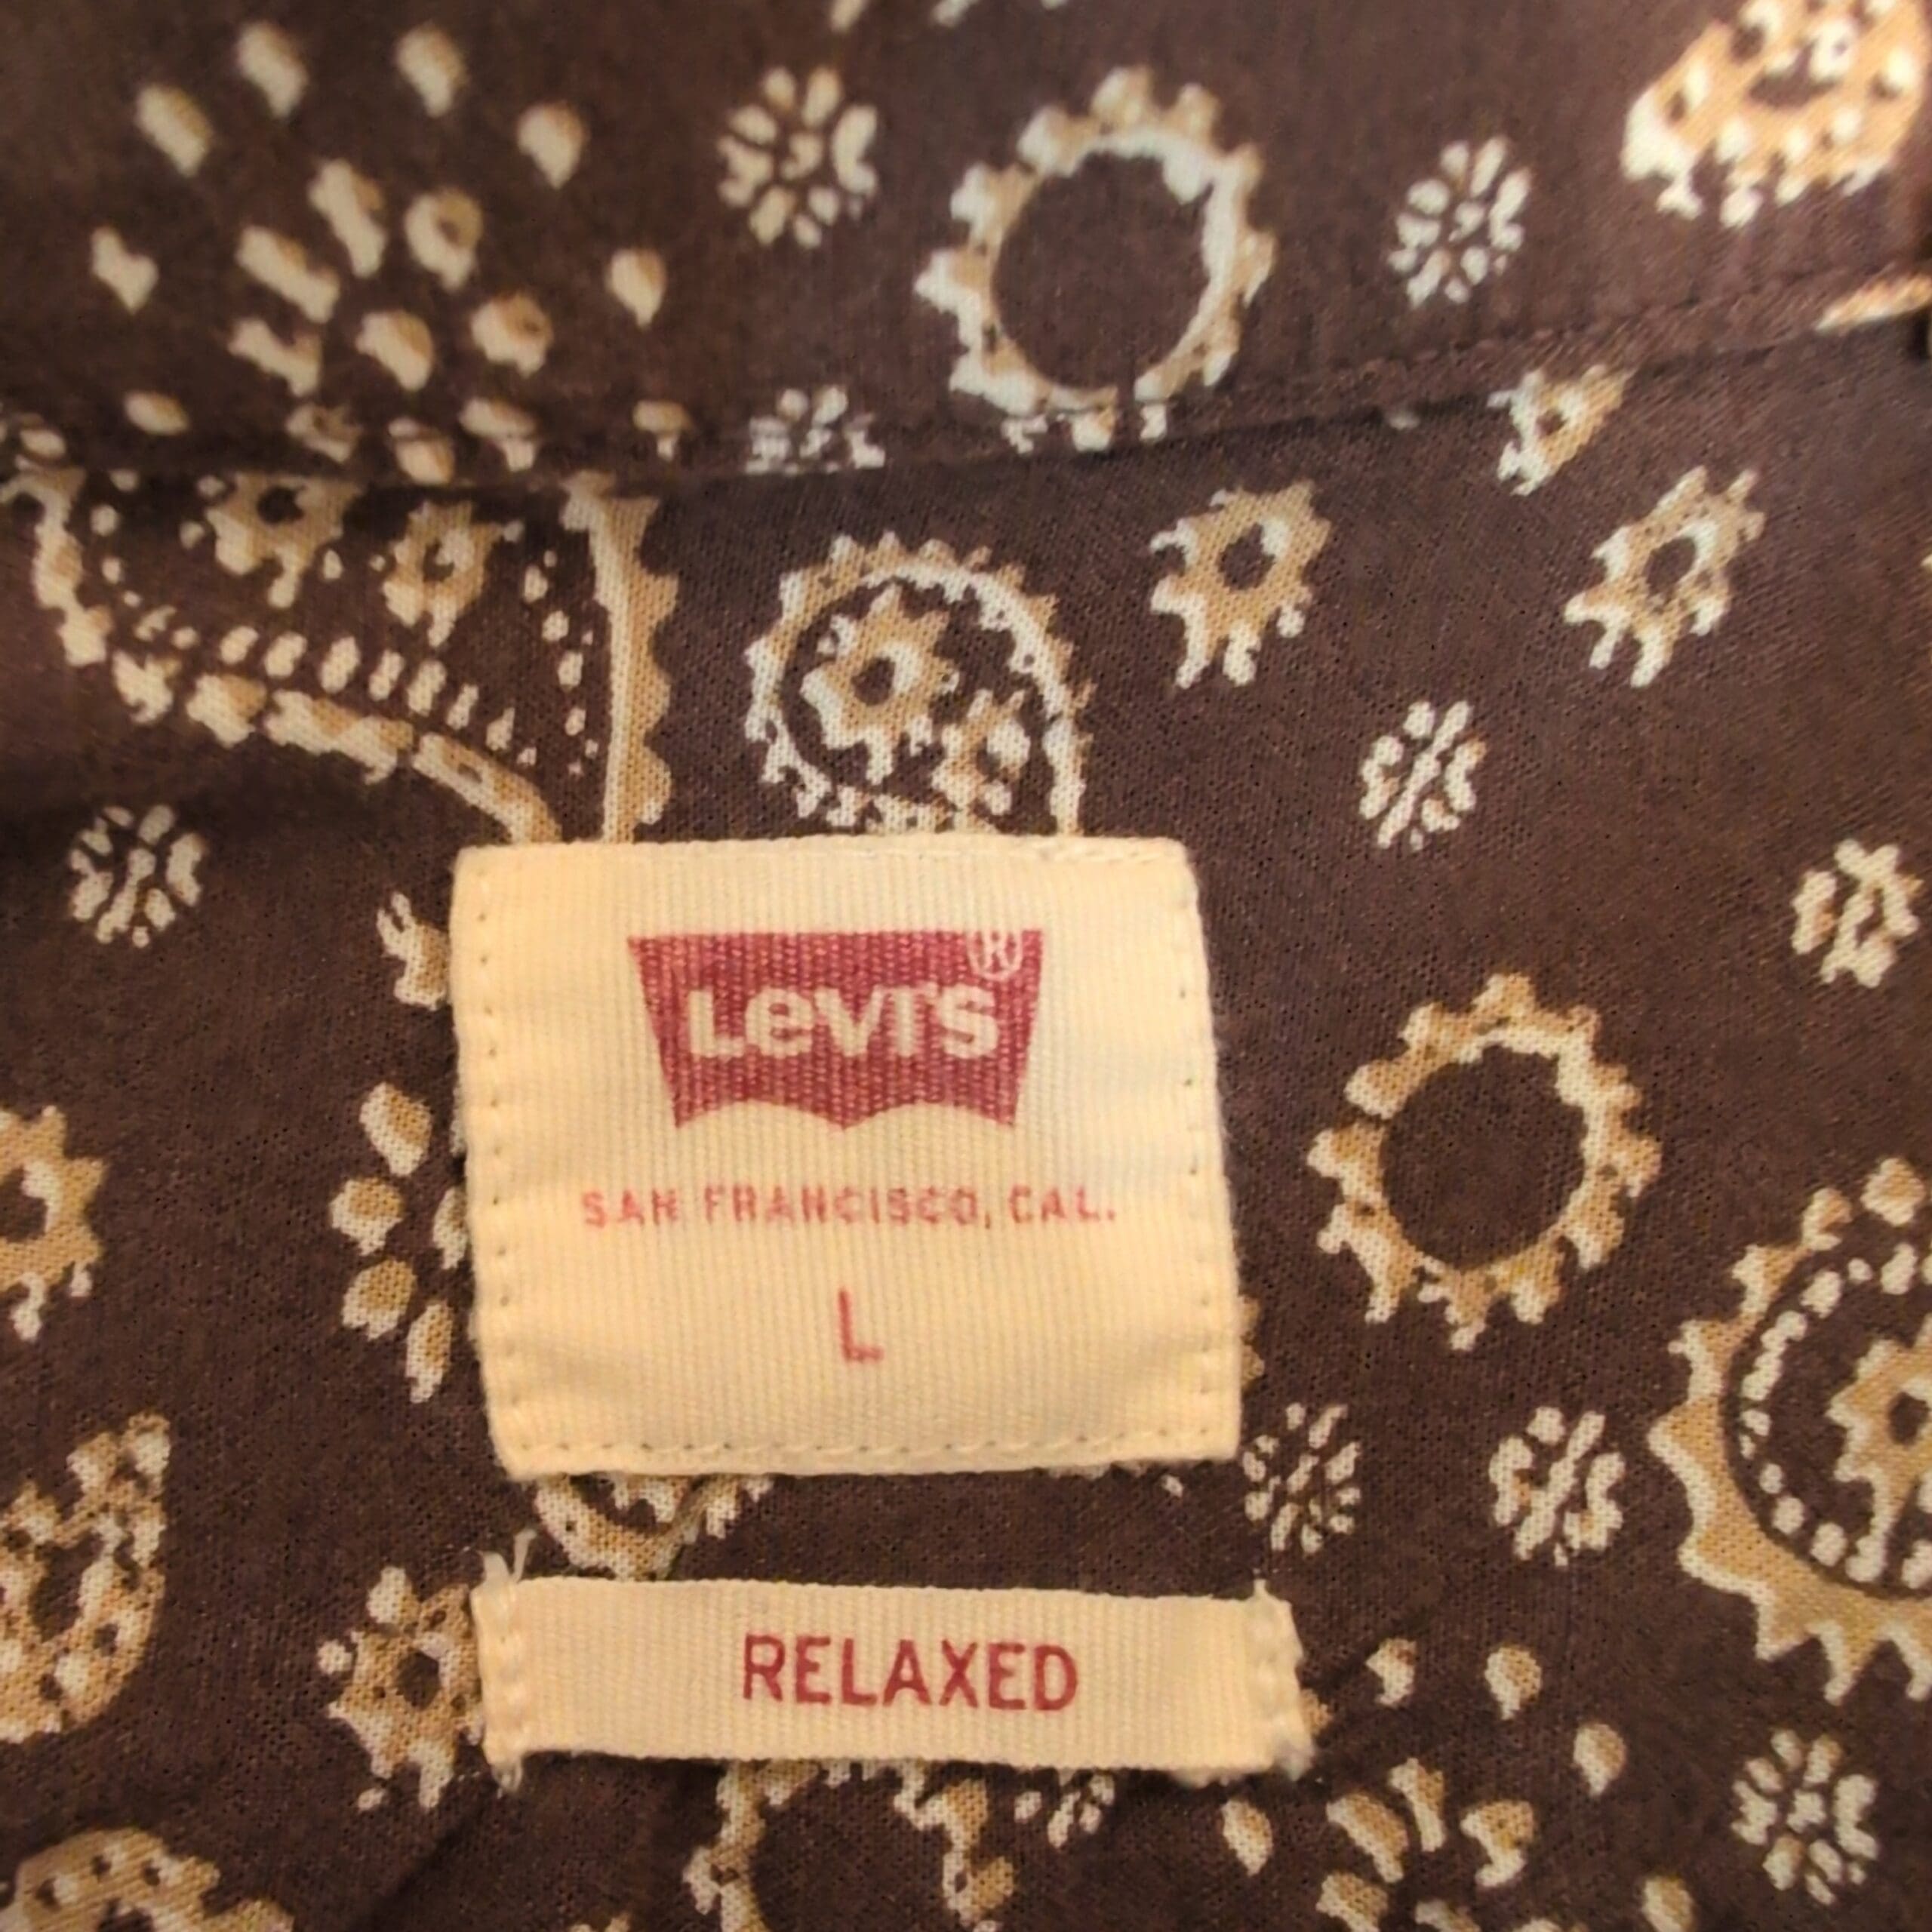 Levi's ®
SAN FRANCISCO, CAL.
L
RELAXED